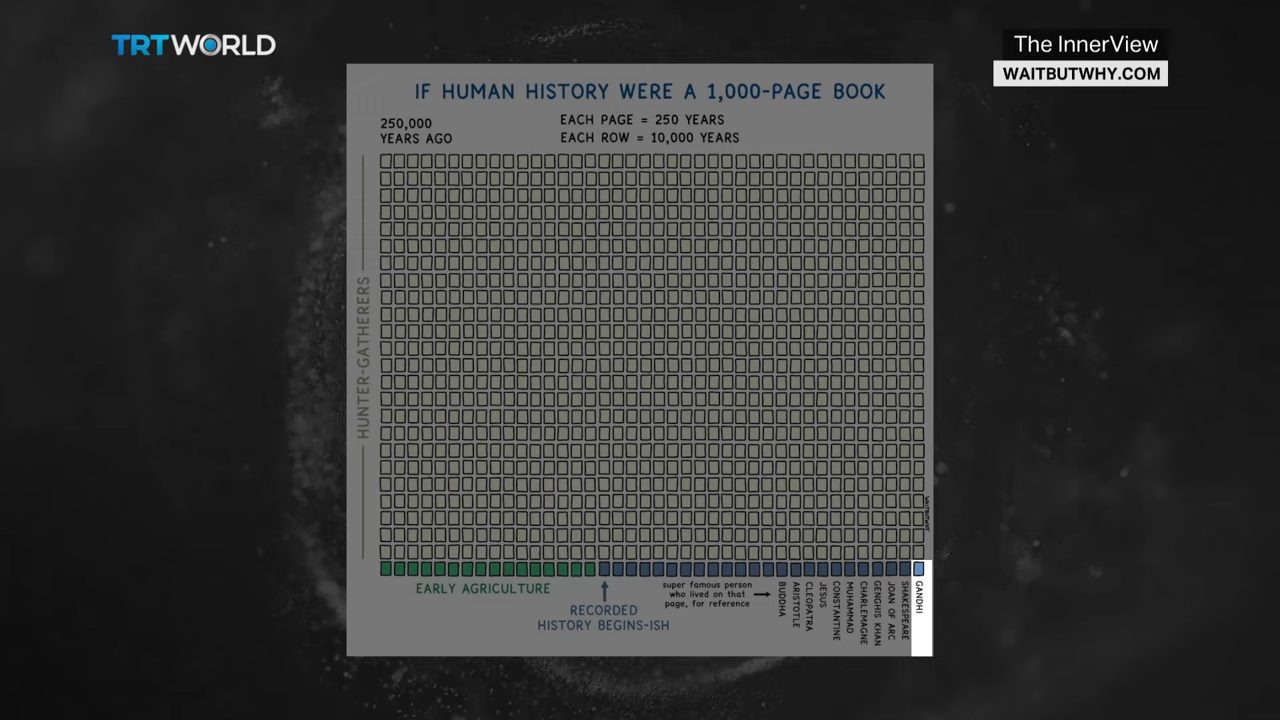 TRT WORLD
The InnerView
WAITBUTWHY.COM
IF HUMAN HISTORY WERE A 1,000-PAGE BOOK
250,000
YEARS AGO
EACH PAGE = 250 YEARS
EACH ROW = 10,000 YEARS
HUNTER-GATHERERS
WAITBUTWHY
EARLY AGRICULTURE
RECORDED
HISTORY BEGINS-ISH
super famous person
who lived on that
page, for reference
BUDDHA
ARISTOTLE
CLEOPATRA
JESUS
CONSTANTINE
MUHAMMAD
CHARLEMAGNE
GENGHIS KHAN
JOAN OF ARC
SHAKESPEARE
GANDHI